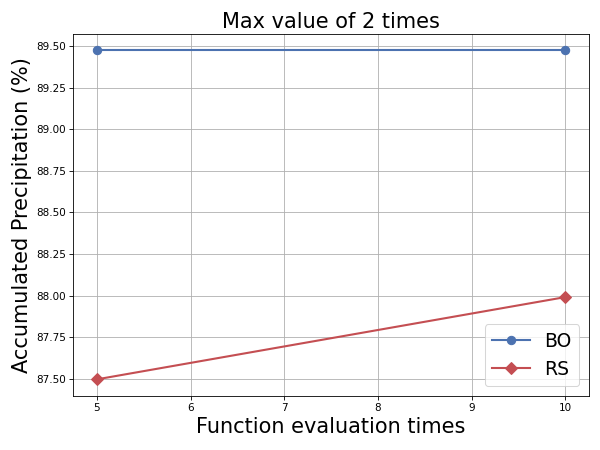 Max value of 2 times
Accumulated Precipitation (%)
89.50
89.25
89.00
88.75
88.50
88.25
88.00
87.75
87.50
BO
RS
5 6 7 8 9 10
Function evaluation times